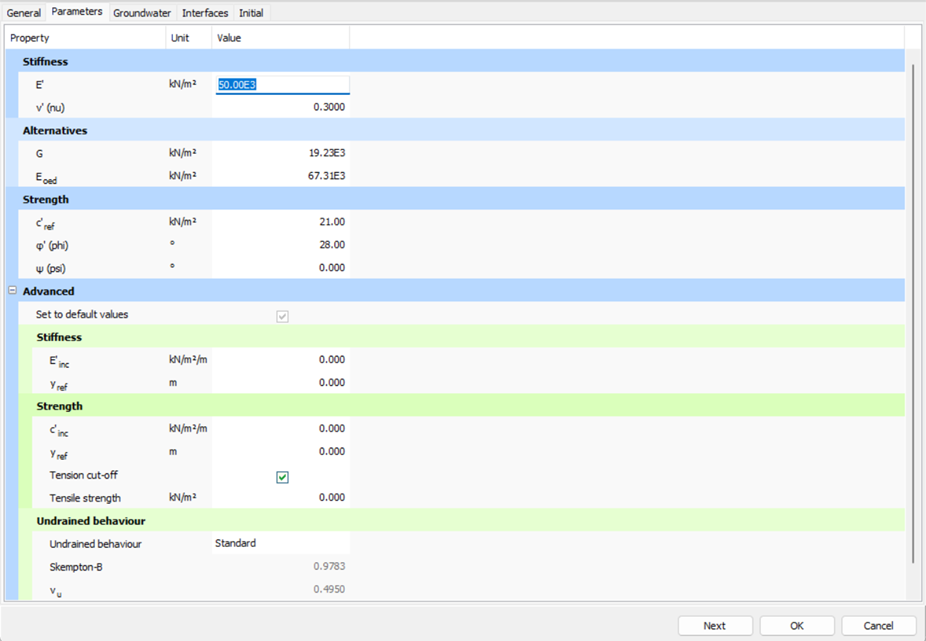 General Parameters Groundwater Interfaces Initial
Property Unit Value
Stiffness
E' kN/m² 50.00E3
ν' (nu) 0.3000
Alternatives
G kN/m² 19.23E3
E oed kN/m² 67.31E3
Strength
c' ref kN/m² 21.00
φ' (phi) ° 28.00
ψ (psi) ° 0.000
Advanced
Set to default values
Stiffness
E' inc kN/m²/m 0.000
y ref m 0.000
Strength
c' inc kN/m²/m 0.000
y ref m 0.000
Tension cut-off
Tensile strength kN/m² 0.000
Undrained behaviour
Undrained behaviour Standard
Skempton-B 0.9783
ν u 0.4950
Next OK Cancel